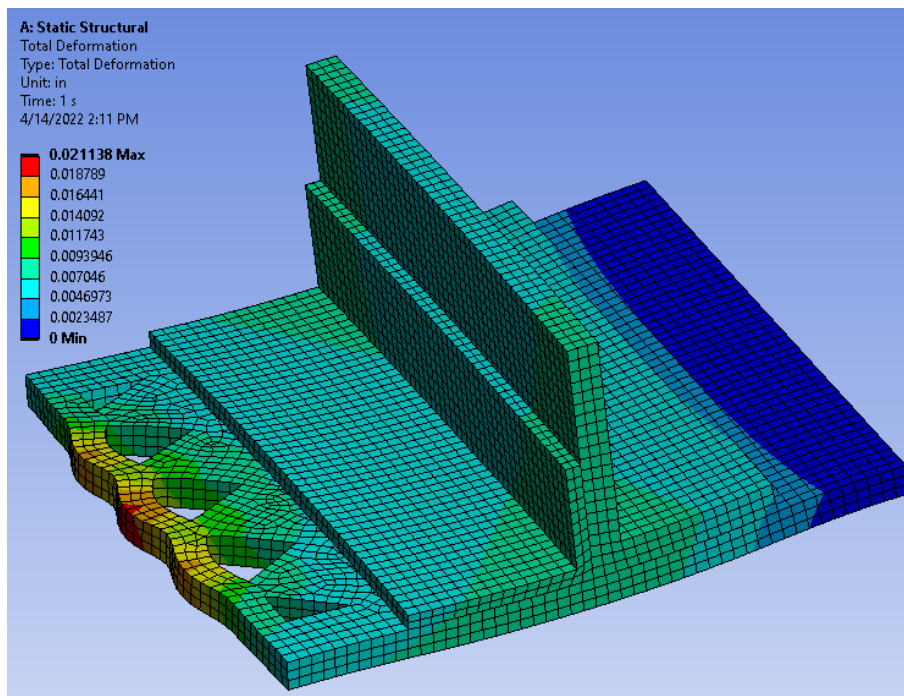 A: Static Structural
Total Deformation
Type: Total Deformation
Unit: in
Time: 1 s
4/14/2022 2:11 PM
0.021138 Max
0.018789
0.016441
0.014092
0.011743
0.0093946
0.007046
0.0046973
0.0023487
0 Min